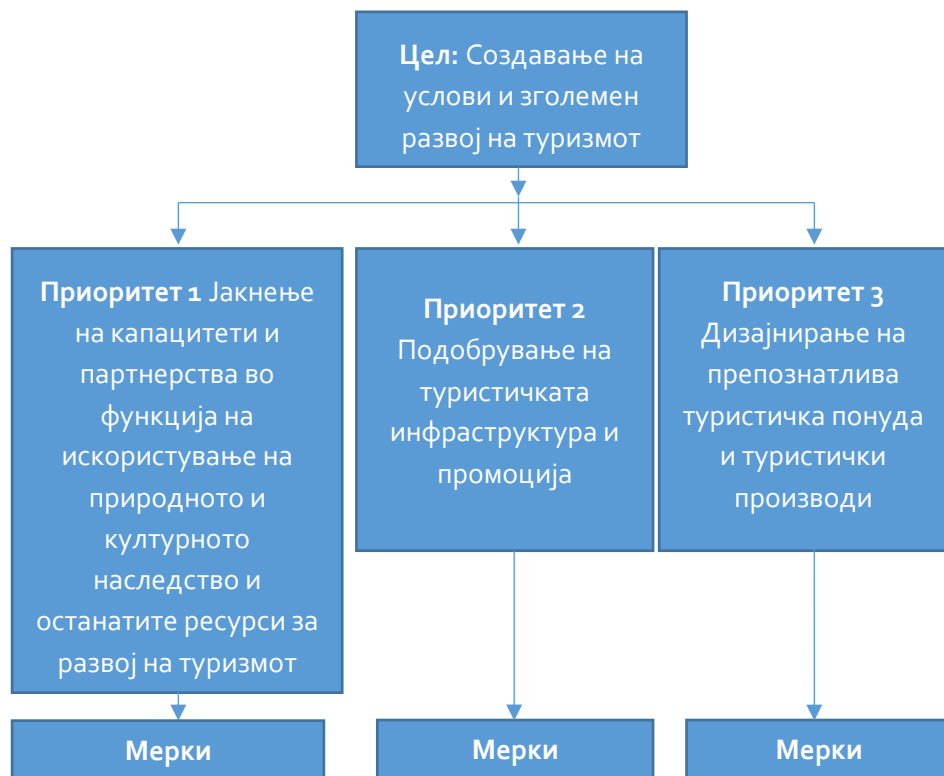 Цел: Создавање на
услови и зголемен
развој на туризмот
Приоритет 1 Јакнење
на капацитети и
партнерства во
функција на
искористување на
природното и
културното
наследство и
останатите ресурси за
развој на туризмот
Приоритет 2
Подобрување на
туристичката
инфраструктура и
промоција
Приоритет 3
Дизајнирање на
препознатлива
туристичка понуда
и туристички
производи
Мерки
Мерки
Мерки